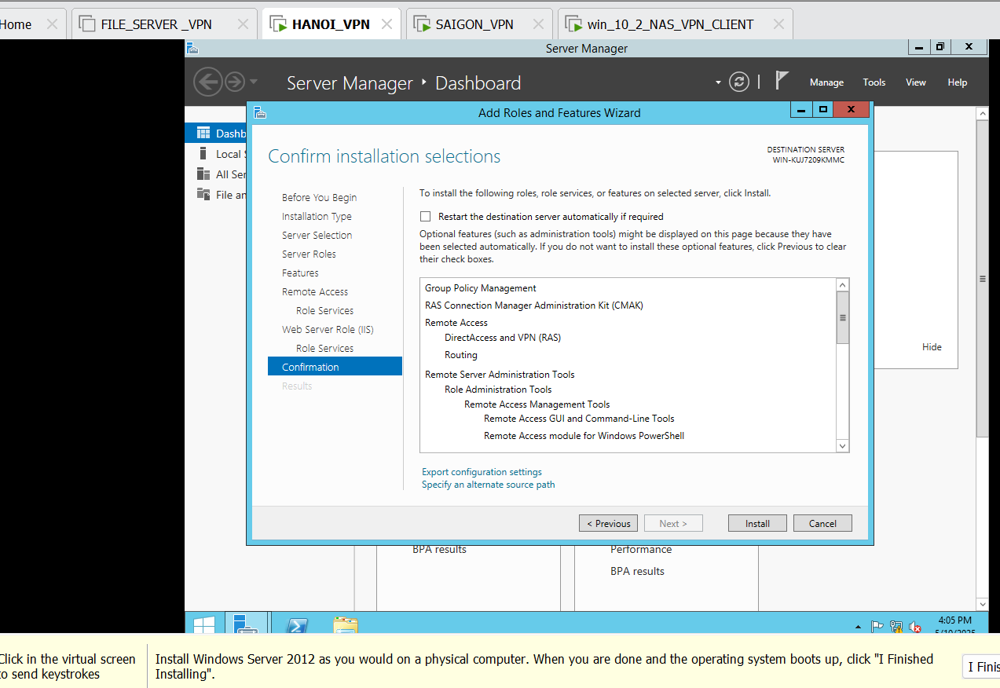 Home
FILE_SERVER _VPN
HANOI_VPN
SAIGON_VPN
win_10_2_NAS_VPN_CLIENT
Server Manager
Server Manager
Dashboard
Manage
Tools
View
Help
Add Roles and Features Wizard
Dashb
Local S
All Ser
File an
Confirm installation selections
DESTINATION SERVER
WIN-KUJ7209KMMC
Before You Begin
Installation Type
Server Selection
Server Roles
Features
Remote Access
Role Services
Web Server Role (IIS)
Role Services
Confirmation
Results
To install the following roles, role services, or features on selected server, click Install.
Restart the destination server automatically if required
Optional features (such as administration tools) might be displayed on this page because they have
been selected automatically. If you do not want to install these optional features, click Previous to clear
their check boxes.
Group Policy Management
RAS Connection Manager Administration Kit (CMAK)
Remote Access
DirectAccess and VPN (RAS)
Routing
Remote Server Administration Tools
Role Administration Tools
Remote Access Management Tools
Remote Access GUI and Command-Line Tools
Remote Access module for Windows PowerShell
Export configuration settings
Specify an alternate source path
< Previous
Next >
Install
Cancel
Hide
BPA results
Performance
BPA results
4:05 PM
5/10/2025
Click in the virtual screen
to send keystrokes
Install Windows Server 2012 as you would on a physical computer. When you are done and the operating system boots up, click "I Finished
Installing".
I Finis